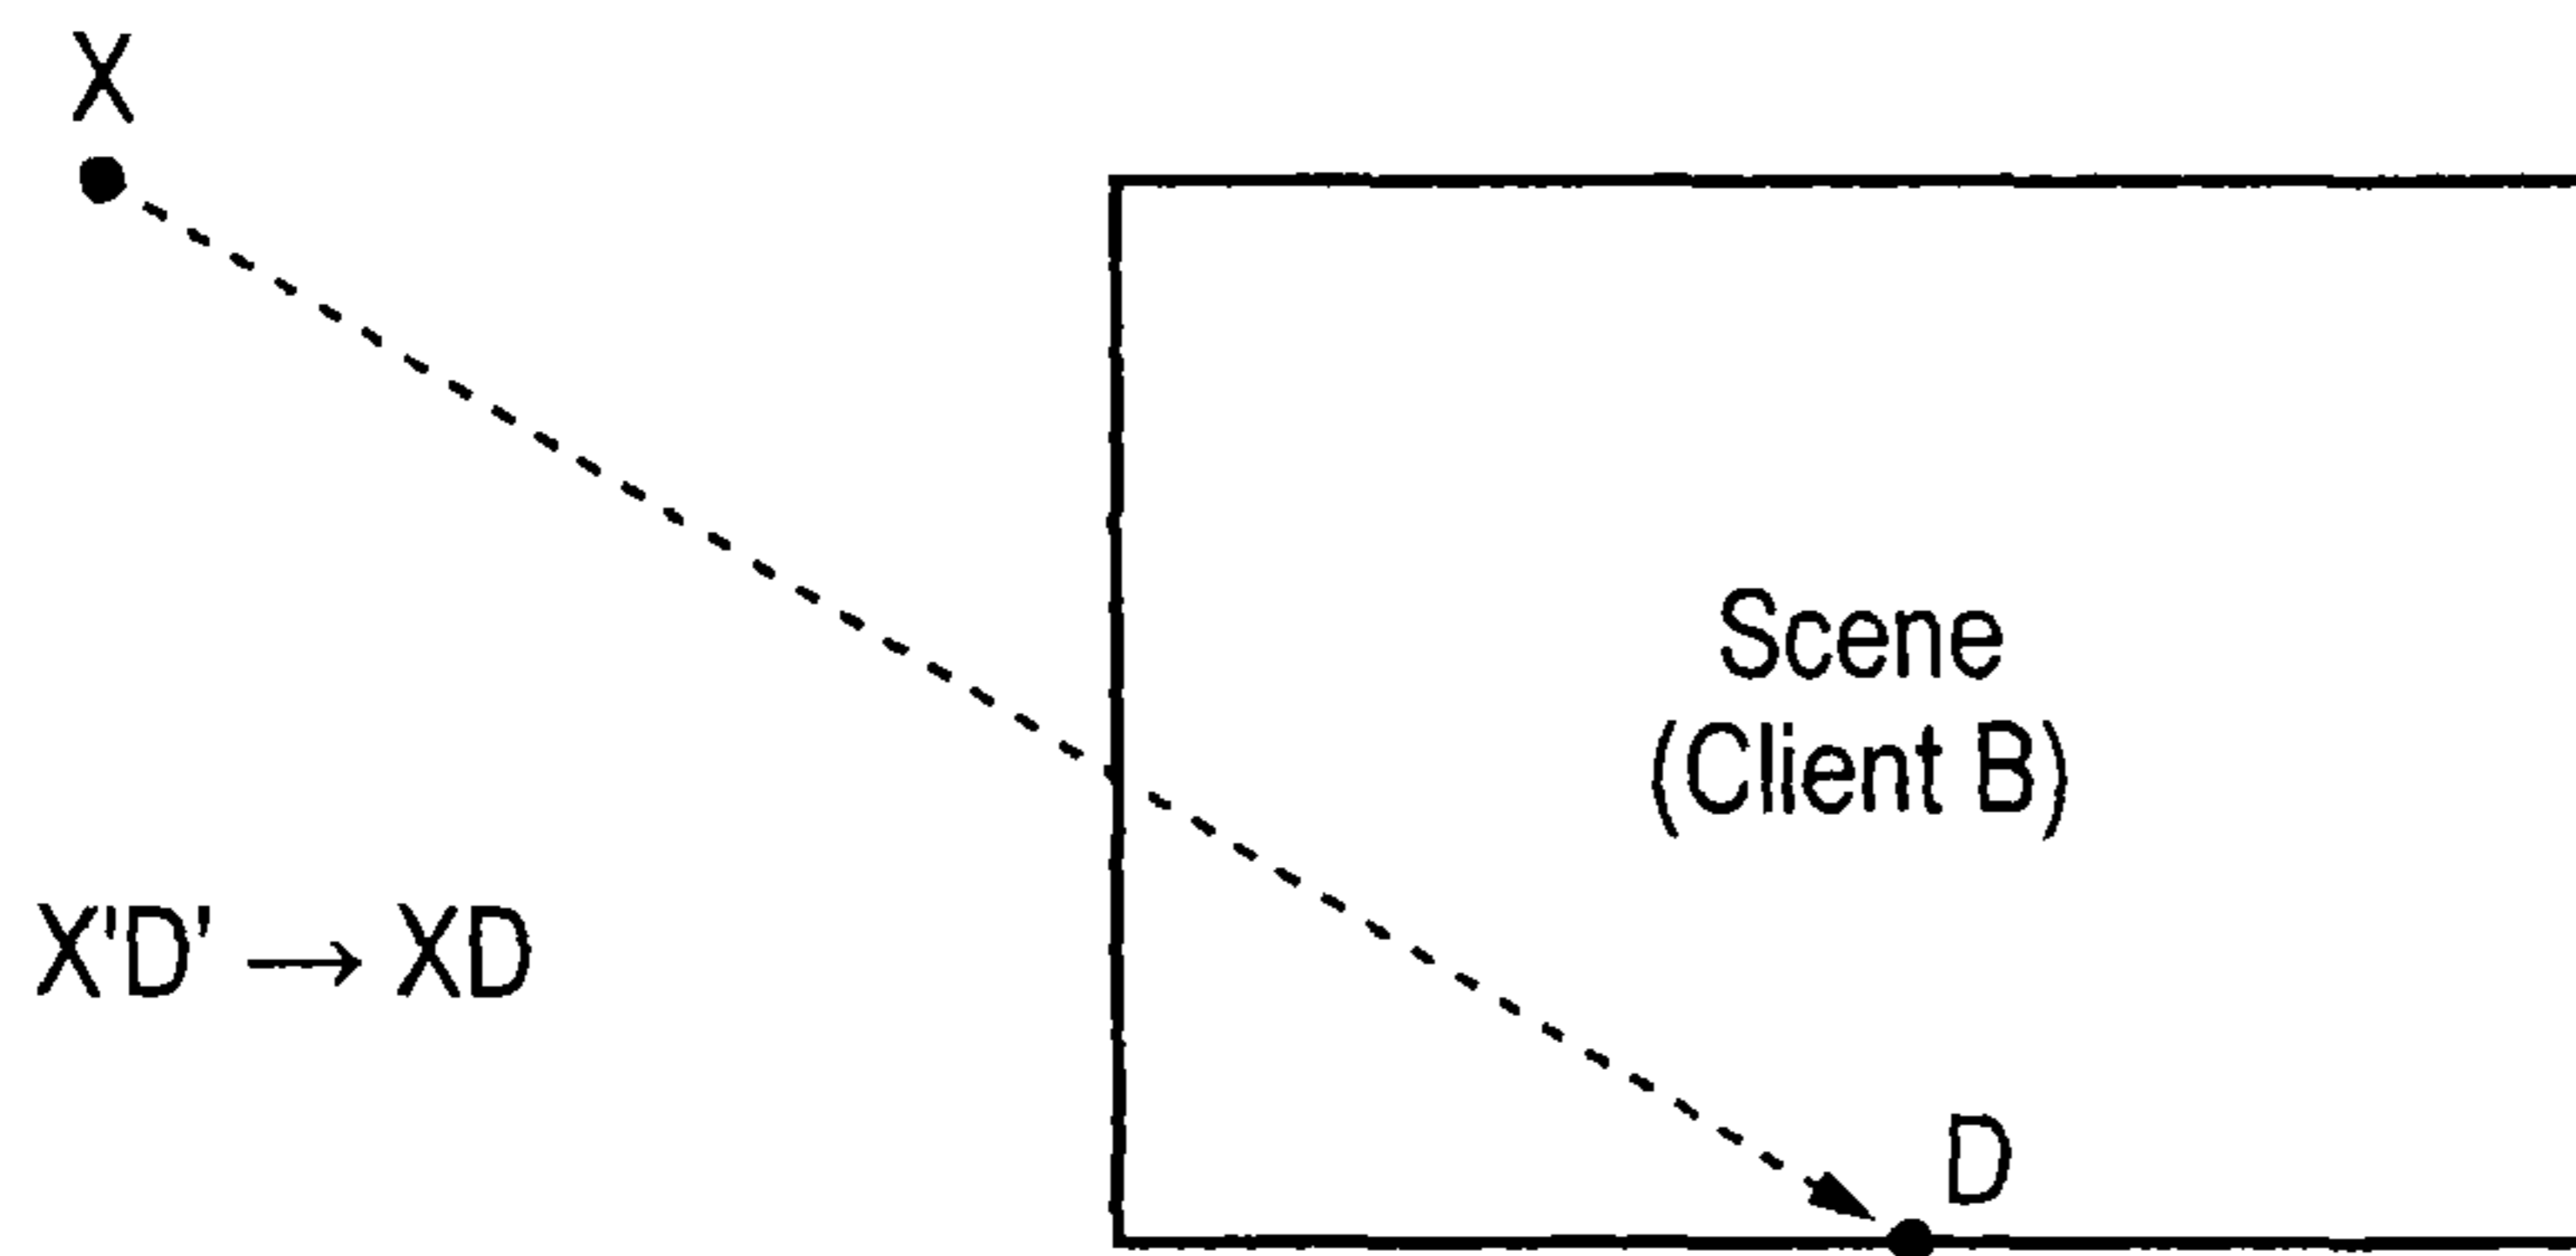 X
Scene
(Client B)
X'D' → XD
D